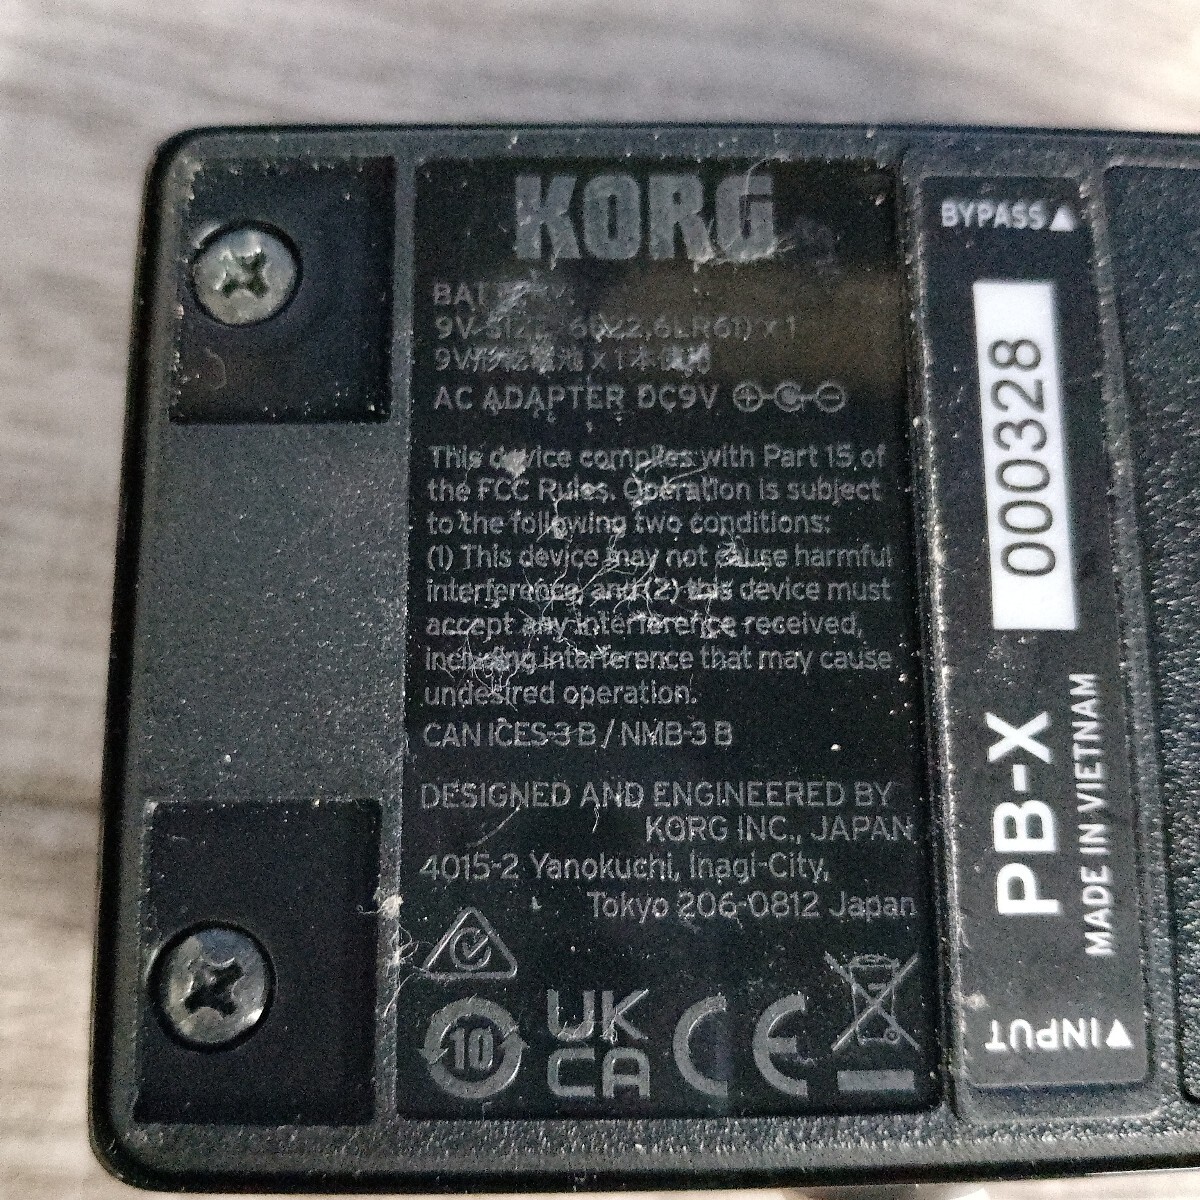 KORG
9V
AC ADAPTER DC9V
This device complies with Part 15 of
the FCC Rules. Operation is subject
to the following two conditions:
(1) This device may not cause harmful
interference, and (2) this device must
accept any interference received,
including interference that may cause
undesired operation.
CAN ICES-3 B / NMB-3 B
DESIGNED AND ENGINEERED BY
KORG INC., JAPAN
4015-2 Yanokuchi, Inagi-City,
Tokyo 206-0812 Japan
10
UK
CA
CE
BYPASS▲
000328
PB-X
MADE IN VIETNAM
▼INPUT